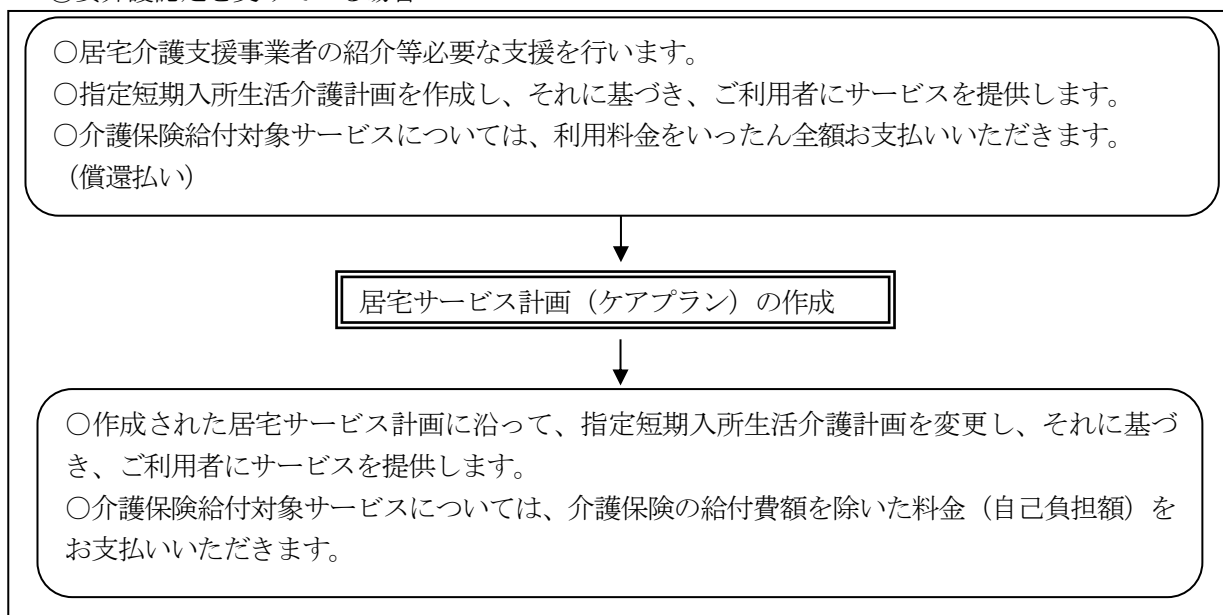 〇居宅介護支援事業者の紹介等必要な支援を行います。
〇指定短期入所生活介護計画を作成し、それに基づき、ご利用者にサービスを提供します。
〇介護保険給付対象サービスについては、利用料金をいったん全額お支払いいただきます。
（償還払い）
居宅サービス計画（ケアプラン）の作成
〇作成された居宅サービス計画に沿って、指定短期入所生活介護計画を変更し、それに基づ
き、ご利用者にサービスを提供します。
〇介護保険給付対象サービスについては、介護保険の給付費額を除いた料金（自己負担額）を
お支払いいただきます。